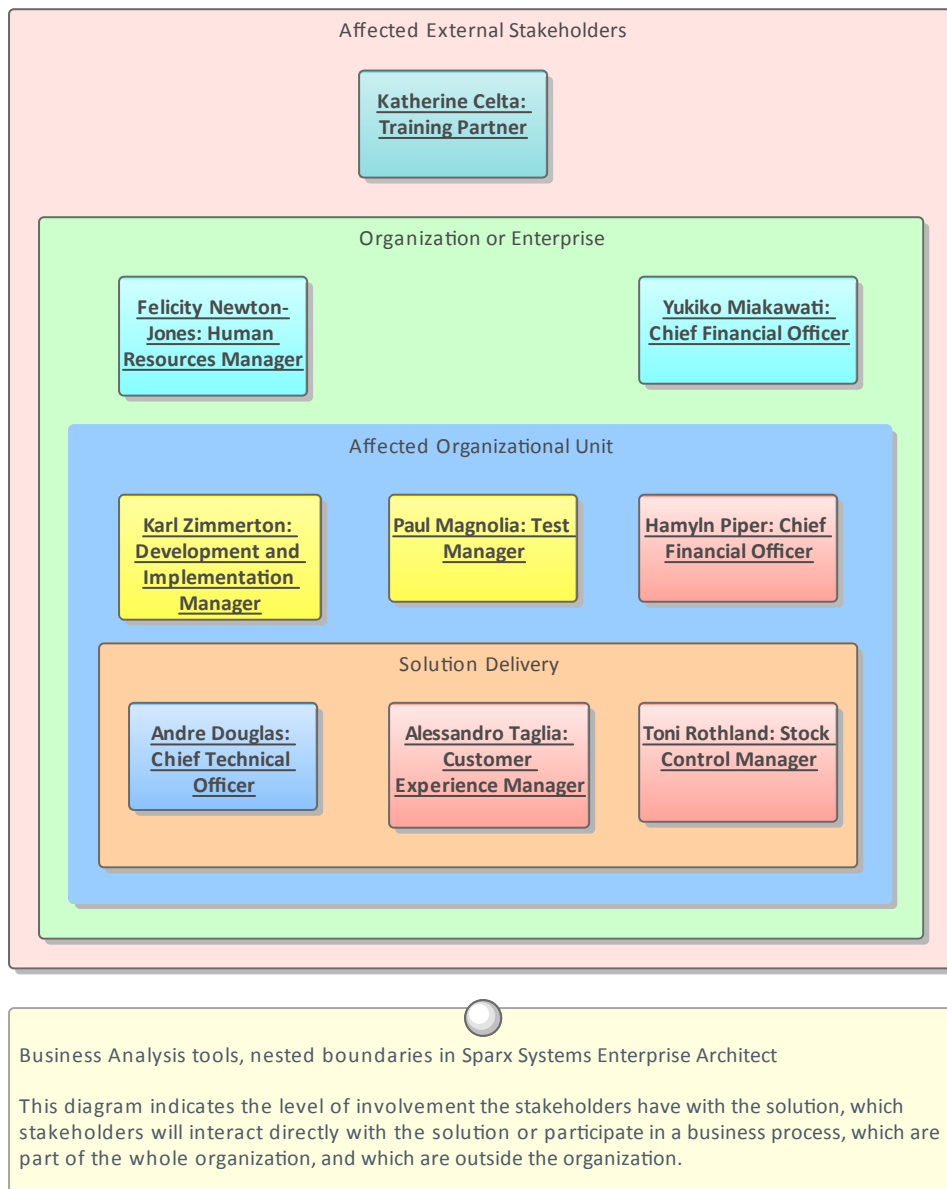 Affected External Stakeholders
Katherine Celta:
Training Partner
Organization or Enterprise
Felicity Newton-
Jones: Human
Resources Manager
Yukiko Miakawati:
Chief Financial Officer
Affected Organizational Unit
Karl Zimmerton:
Development and
Implementation
Manager
Paul Magnolia: Test
Manager
Hamyln Piper: Chief
Financial Officer
Solution Delivery
Andre Douglas:
Chief Technical
Officer
Alessandro Taglia:
Customer
Experience Manager
Toni Rothland: Stock
Control Manager
Business Analysis tools, nested boundaries in Sparx Systems Enterprise Architect
This diagram indicates the level of involvement the stakeholders have with the solution, which
stakeholders will interact directly with the solution or participate in a business process, which are
part of the whole organization, and which are outside the organization.